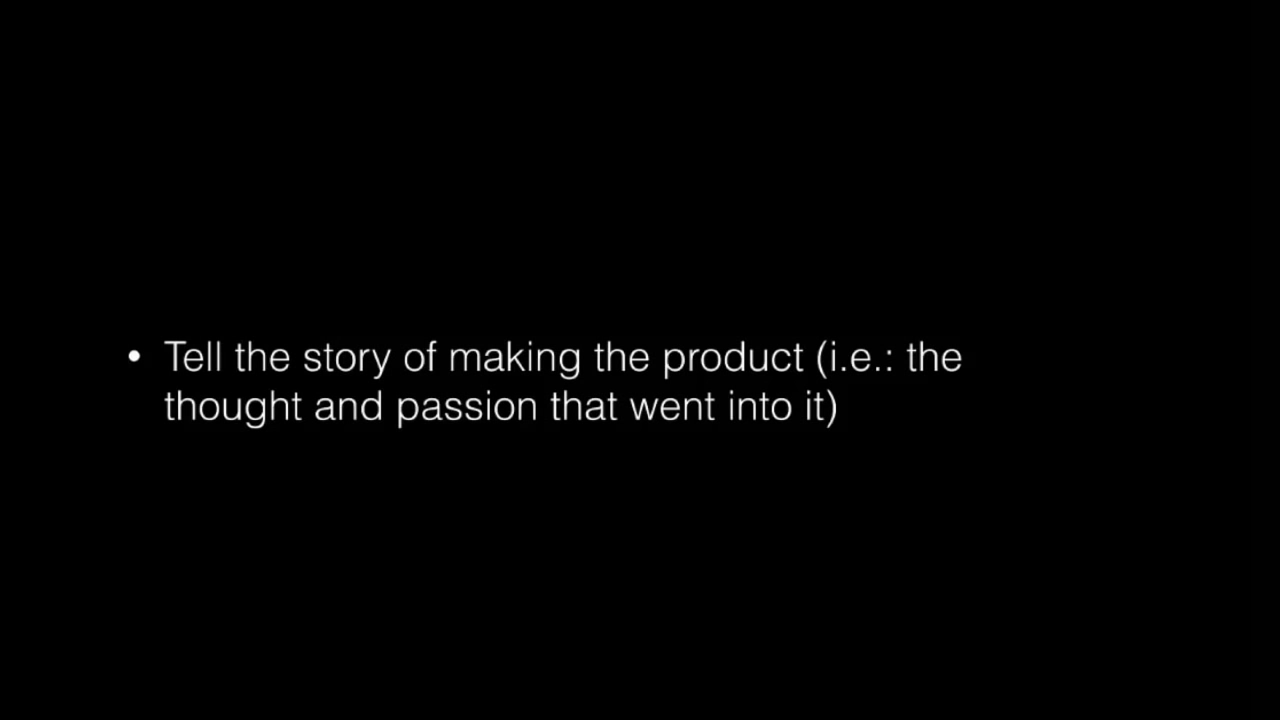 • Tell the story of making the product (i.e.: the
thought and passion that went into it)